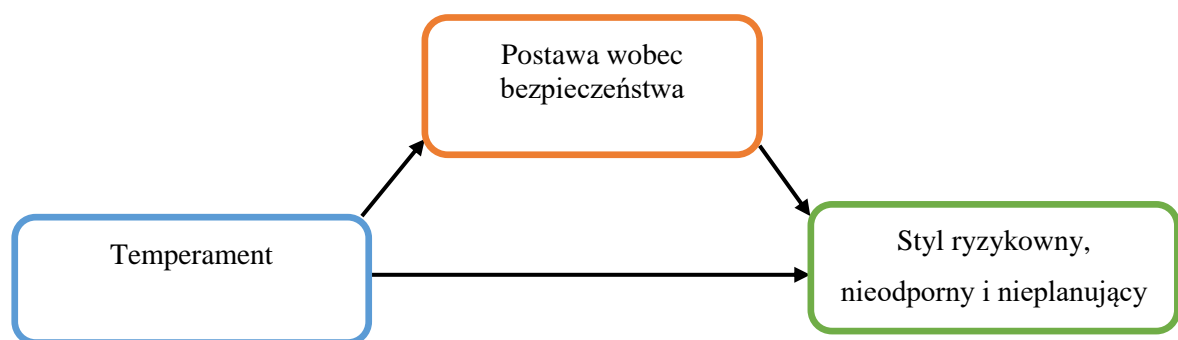 Postawa wobec
bezpieczeństwa
Temperament
Styl ryzykowny,
nieodporny i nieplanujący